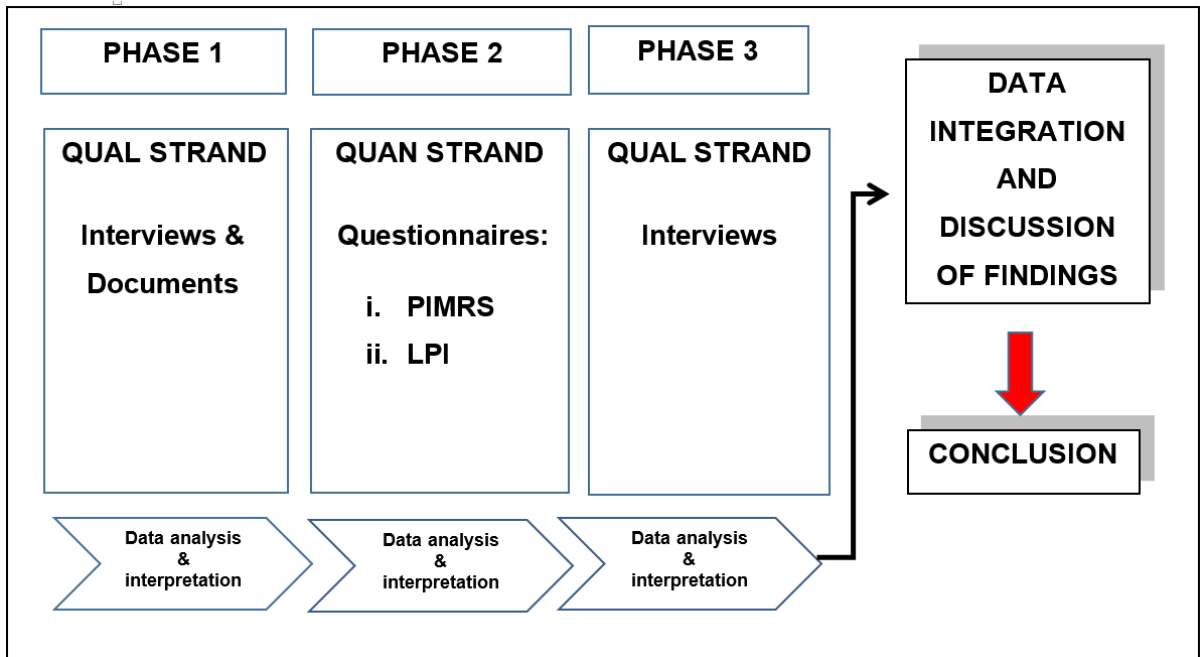 PHASE 1
PHASE 2
PHASE 3
QUAL STRAND
Interviews &
Documents
QUAN STRAND
Questionnaires:
i. PIMRS
ii. LPI
QUAL STRAND
Interviews
Data analysis
&
interpretation
Data analysis
&
interpretation
Data analysis
&
interpretation
DATA
INTEGRATION
AND
DISCUSSION
OF FINDINGS
CONCLUSION